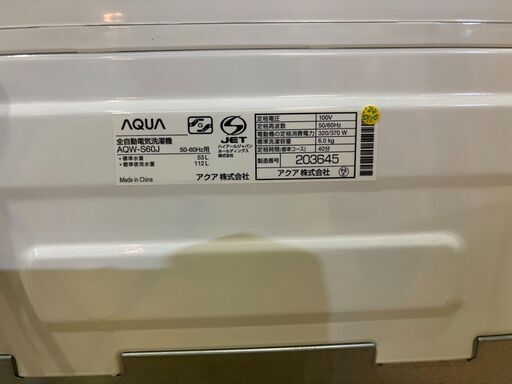 AQUA
全自動電気洗濯機
AQW-S60J 50-60Hz用
・標準水量 53 L
・標準使用水量 112 L
Made in China
アクア 株式会社
G
S
JET
ハイアールジャパン
ホールディングス
株式会社
定格電圧 100V
定格周波数 50/60Hz
電動機の定格消費電力 320/370 W
標準洗濯容量 6.0 kg
定格時間(標準コース) 40分
製造番号 203645
アクア 株式会社